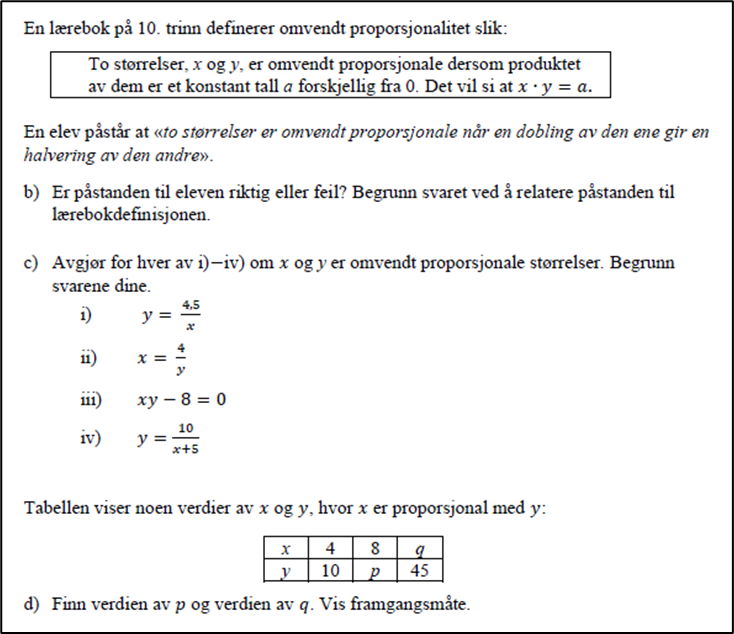 En lærebok på 10. trinn definerer omvendt proporsjonalitet slik:
To størrelser, x og y, er omvendt proporsjonale dersom produktet
av dem er et konstant tall a forskjellig fra 0. Det vil si at x · y = a.
En elev påstår at «to størrelser er omvendt proporsjonale når en dobling av den ene gir en
halvering av den andre».
b) Er påstanden til eleven riktig eller feil? Begrunn svaret ved å relatere påstanden til
lærebokdefinisjonen.
c) Avgjør for hver av i)−iv) om x og y er omvendt proporsjonale størrelser. Begrunn
svarene dine.
i) y = 4,5/x
ii) x = 4/y
iii) xy − 8 = 0
iv) y = 10/x+5
Tabellen viser noen verdier av x og y, hvor x er proporsjonal med y:
x 4 8 q
y 10 p 45
d) Finn verdien av p og verdien av q. Vis framgangsmåte.